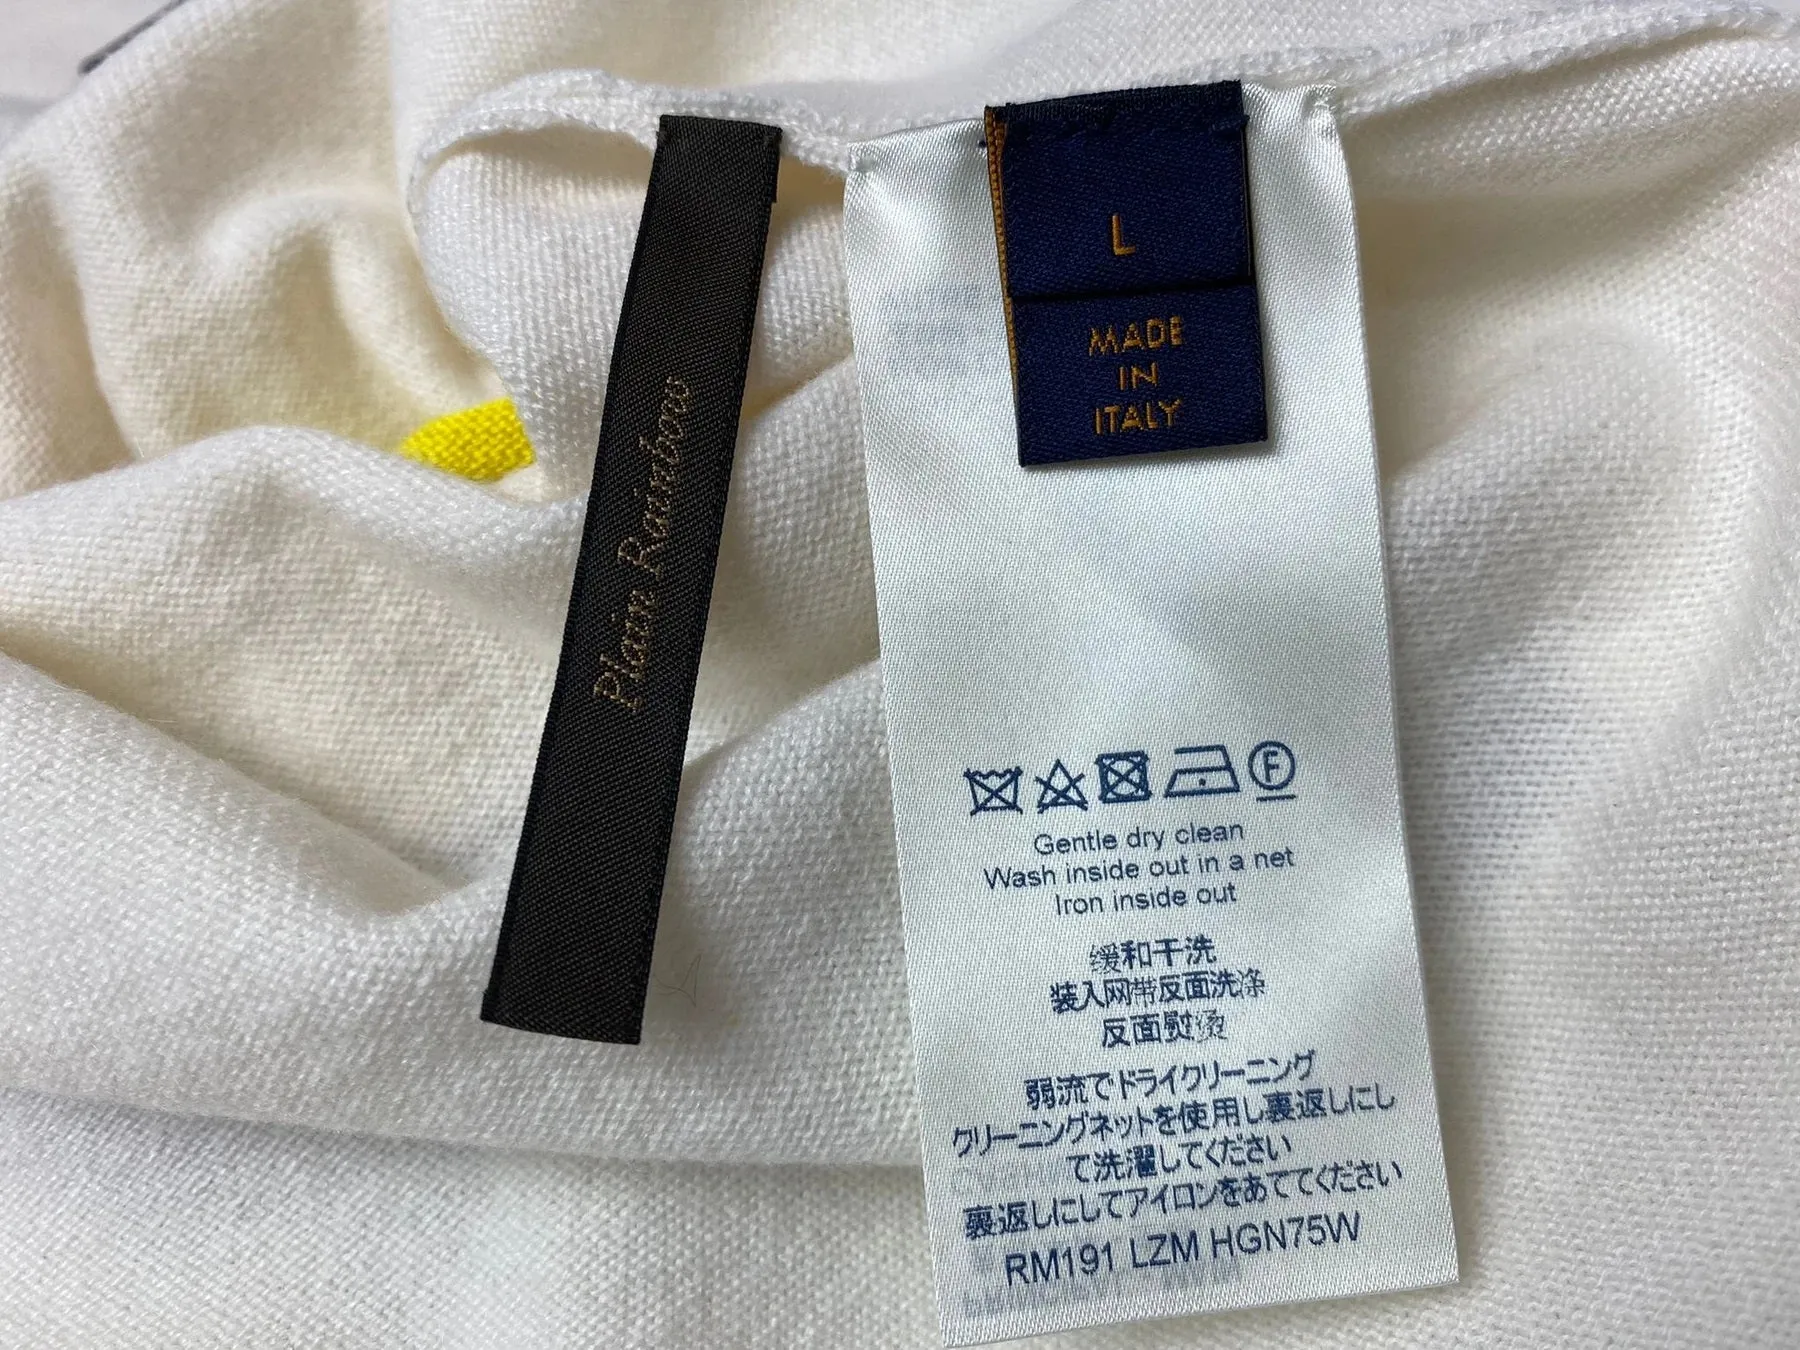 Plain Rainbows
L
MADE
IN
ITALY
F
Gentle dry clean
Wash inside out in a net
Iron inside out
缓和干洗
装入网带反面洗涤
反面熨烫
弱流でドライクリーニング
クリーニングネットを使用し裏返しにし
て洗濯してください
裏返しにしてアイロンをあててください
RM191 LZM HGN75W